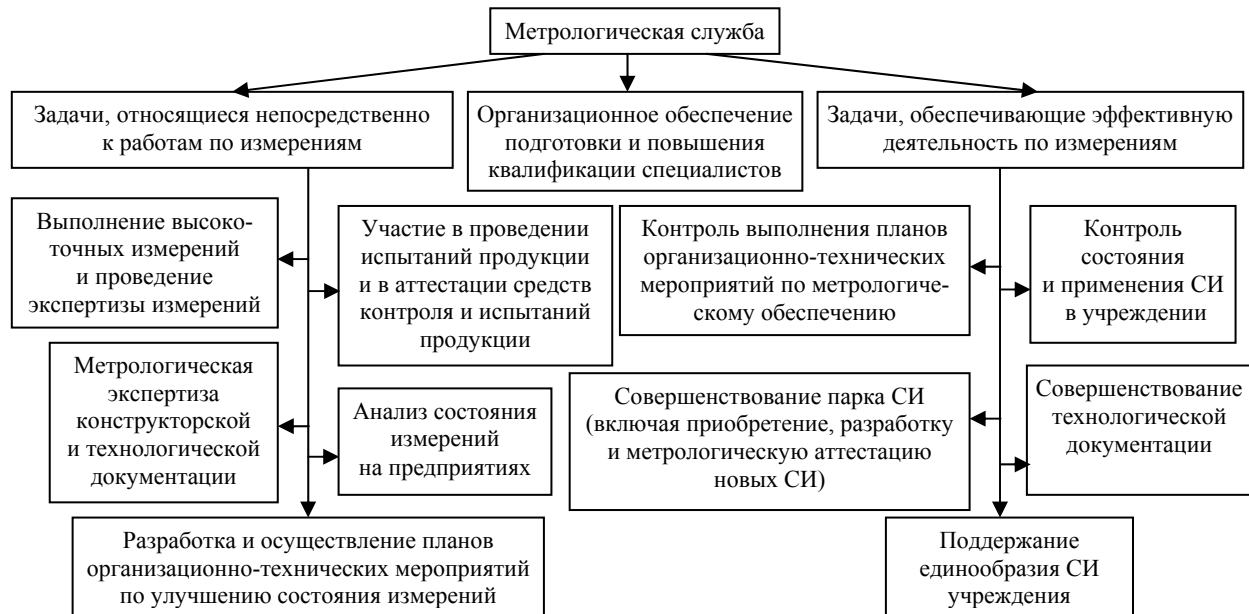 Метрологическая служба
Задачи, относящиеся непосредственно
к работам по измерениям
Организационное обеспечение
подготовки и повышения
квалификации специалистов
Задачи, обеспечивающие эффективную
деятельность по измерениям
Выполнение высоко-
точных измерений
и проведение
экспертизы измерений
Участие в проведении
испытаний продукции
и в аттестации средств
контроля и испытаний
продукции
Контроль выполнения планов
организационно-технических
мероприятий по метрологиче-
скому обеспечению
Контроль
состояния
и применения СИ
в учреждении
Метрологическая
экспертиза
конструкторской
и технологической
документации
Анализ состояния
измерений
на предприятиях
Совершенствование парка СИ
(включая приобретение, разработку
и метрологическую аттестацию
новых СИ)
Совершенствование
технологической
документации
Разработка и осуществление планов
организационно-технических мероприятий
по улучшению состояния измерений
Поддержание
единообразия СИ
учреждения